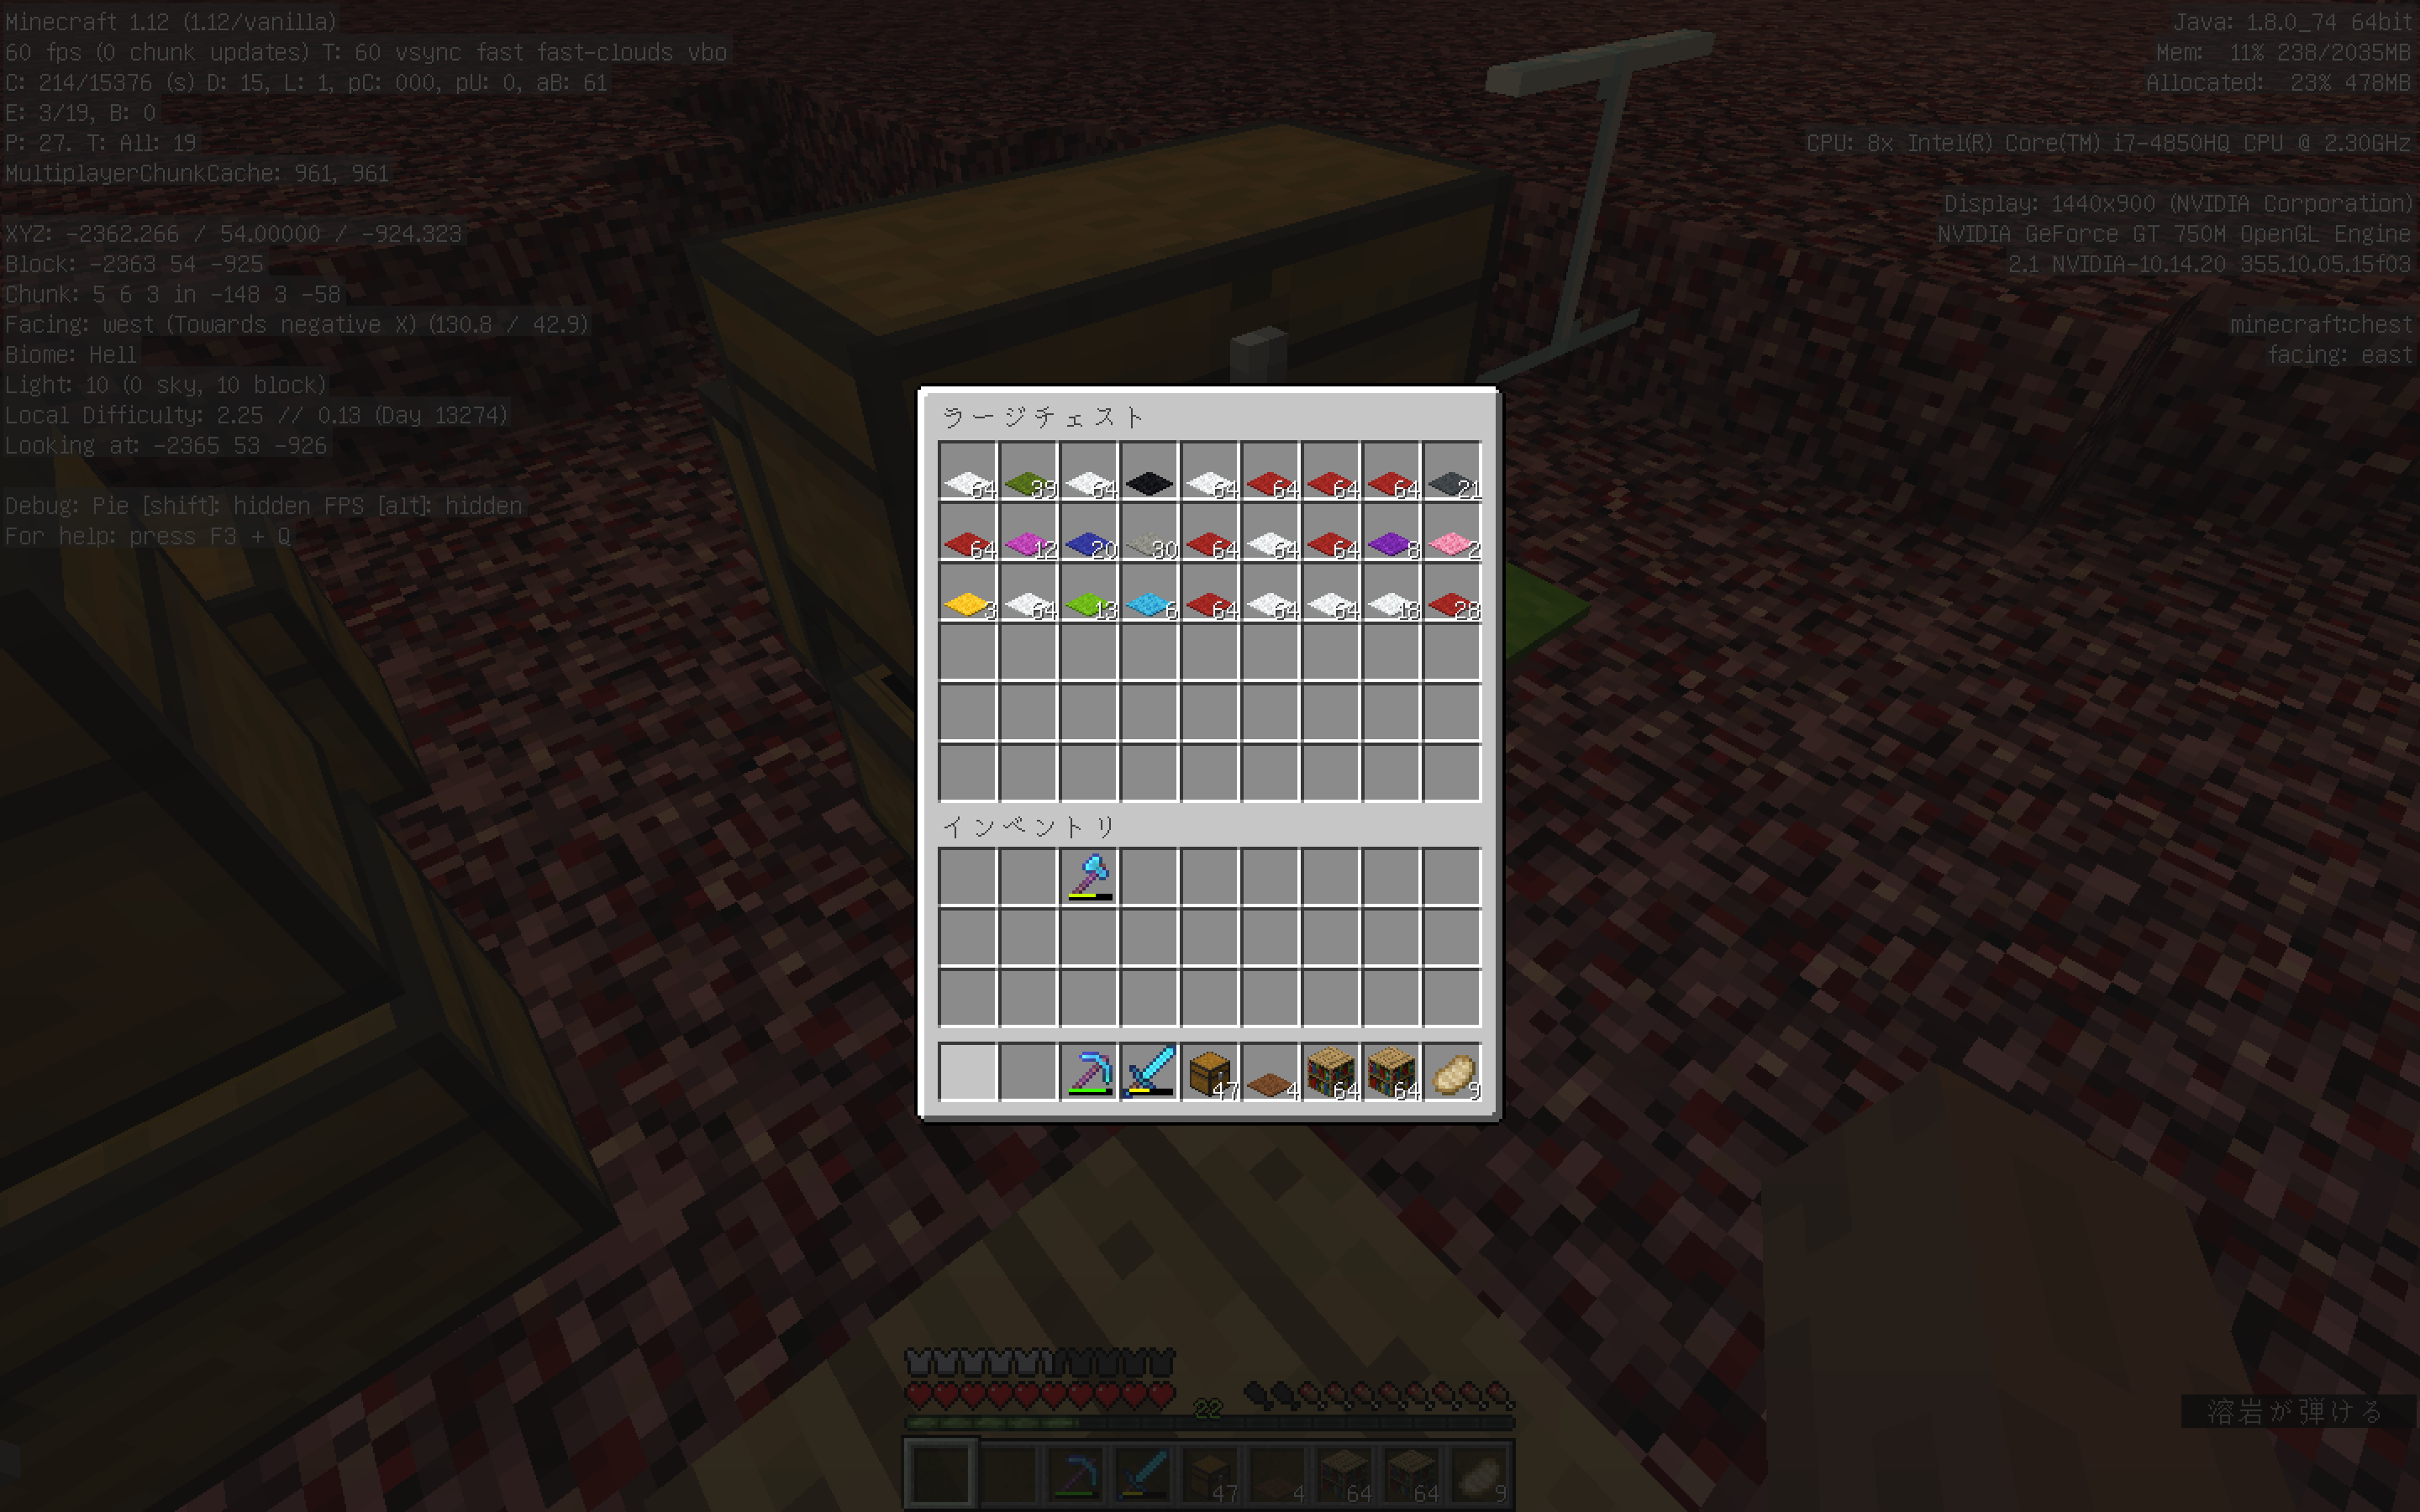 Minecraft 1.12 (1.12/vanilla)
60 fps (0 chunk updates) T: 60 vsync fast fast-clouds vbo
C: 214/15376 (s) D: 15, L: 1, pC: 000, pU: 0, aB: 61
E: 3/19, B: 0
P: 27. T: All: 19
MultiplayerChunkCache: 961, 961
XYZ: -2362.266 / 54.00000 / -924.323
Block: -2363 54 -925
Chunk: 5 6 3 in -148 3 -58
Facing: west (Towards negative X) (130.8 / 42.9)
Biome: Hell
Light: 10 (0 sky, 10 block)
Local Difficulty: 2.25 // 0.13 (Day 13274)
Looking at: -2365 53 -926
Debug: Pie [shift]: hidden FPS [alt]: hidden
For help: press F3 + Q
Java: 1.8.0_74 64bit
Mem: 11% 238/2035MB
Allocated: 23% 478MB
CPU: 8x Intel(R) Core(TM) i7-4850HQ CPU @ 2.30GHz
Display: 1440x900 (NVIDIA Corporation)
NVIDIA GeForce GT 750M OpenGL Engine
2.1 NVIDIA-10.14.20 355.10.05.15f03
minecraft:chest
facing: east
ラージチェスト
64 39 64 64 64 64 64 21
64 12 20 30 64 64 64 8 2
3 64 13 6 64 64 64 18 28
インベントリ
47 4 64 64 9
22
47 4 64 64 9
溶岩が弾ける